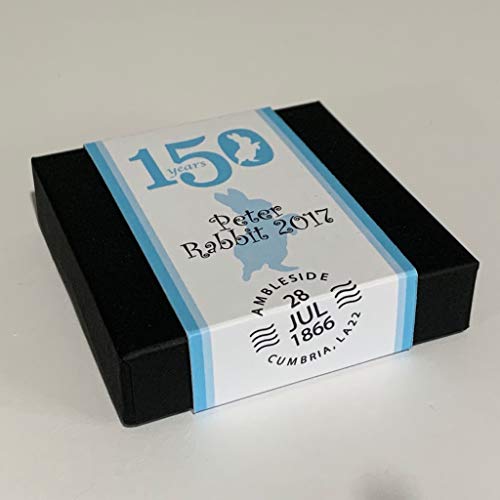 150
years
Peter
Rabbit 2017
AMBLESIDE
28
JUL
1866
CUMBRIA, LA22